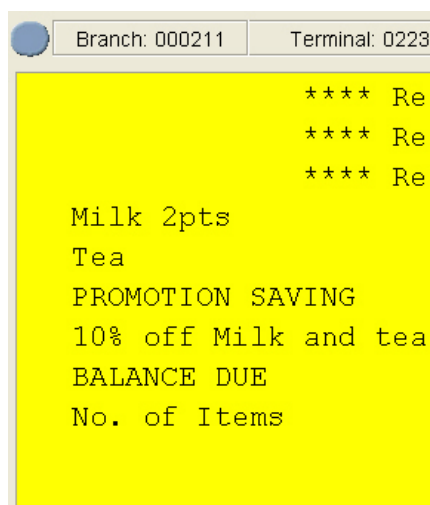 Branch: 000211 Terminal: 0223
**** Re
**** Re
**** Re
Milk 2pts
Tea
PROMOTION SAVING
10% off Milk and tea
BALANCE DUE
No. of Items